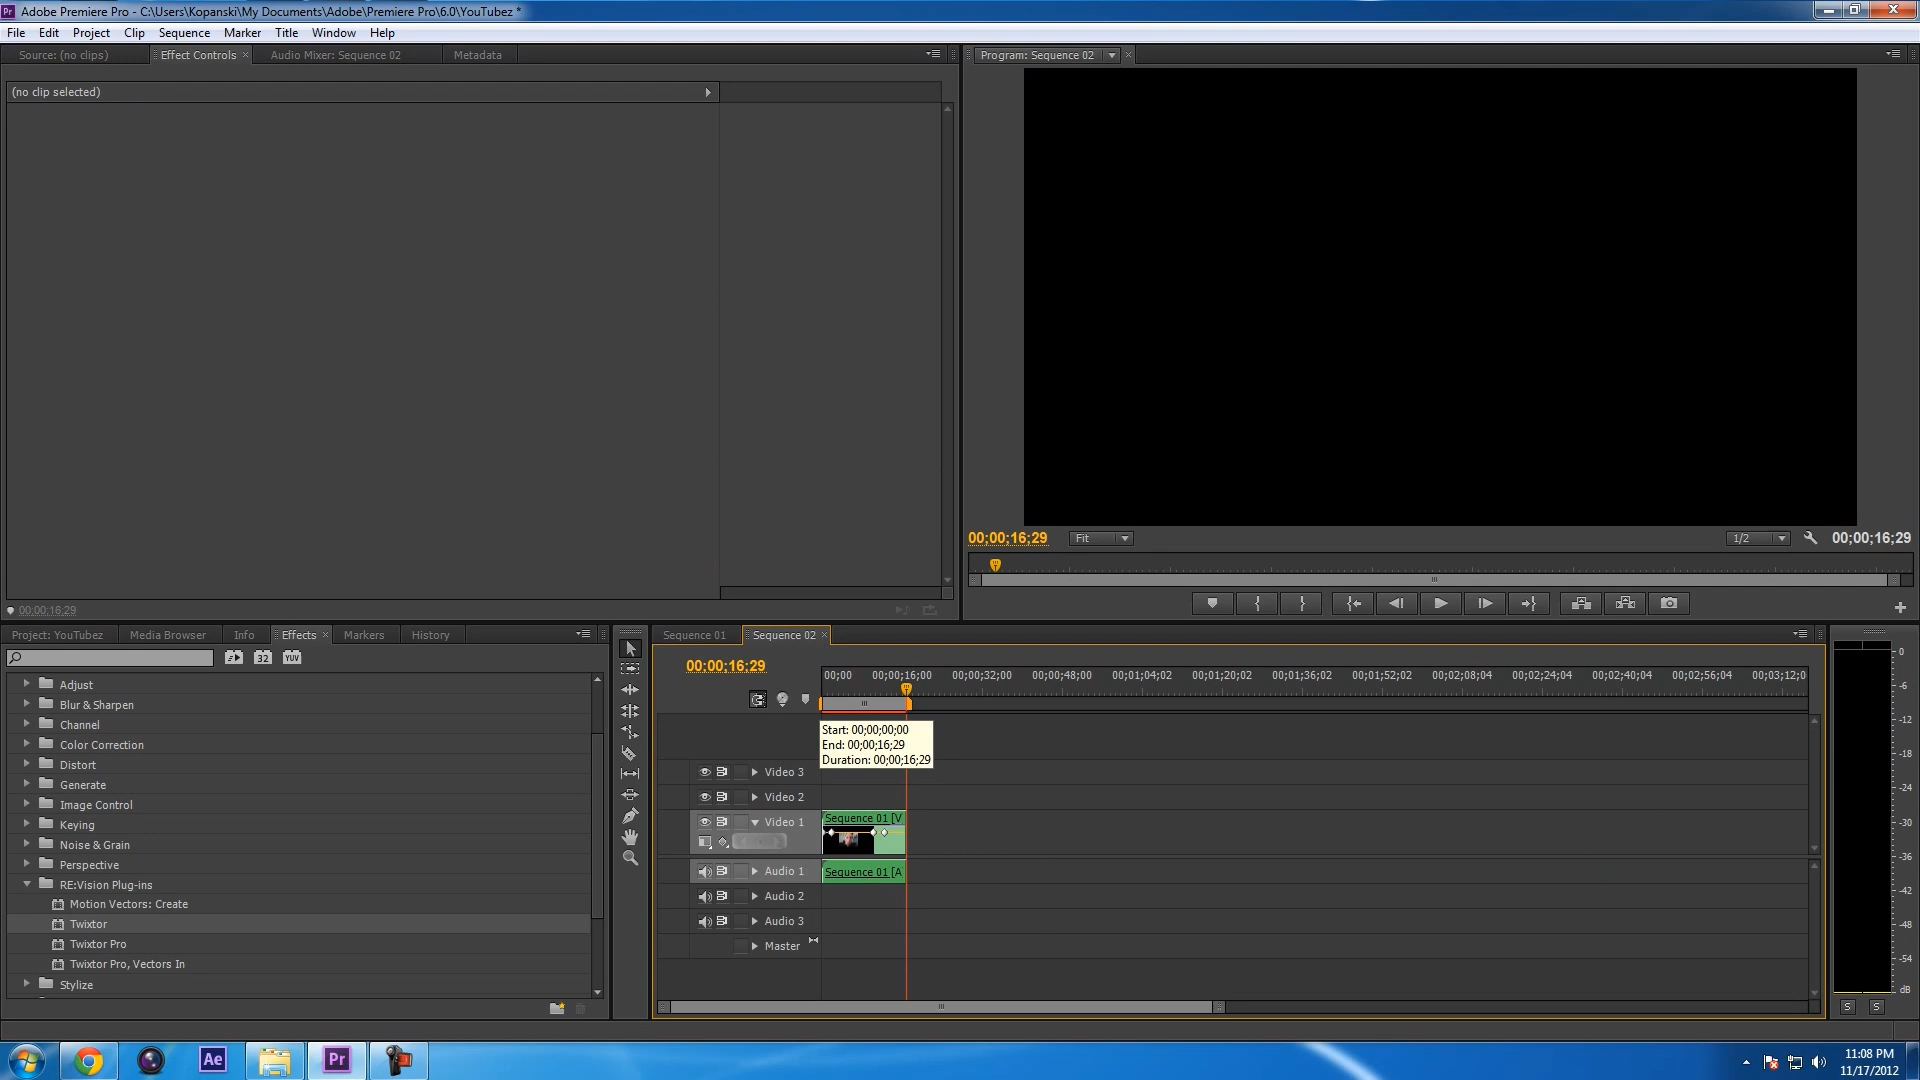 Pr Adobe Premiere Pro - C:\Users\Kopanski\My Documents\Adobe\Premiere Pro\6.0\YouTubez *
File Edit Project Clip Sequence Marker Title Window Help
Source: (no clips) Effect Controls × Audio Mixer: Sequence 02 Metadata
(no clip selected)
00;00;16;29
Program: Sequence 02 ×
00;00;16;29 Fit 1/2 00;00;16;29
Project: YouTubez Media Browser Info Effects × Markers History
32 YUV
Adjust
Blur & Sharpen
Channel
Color Correction
Distort
Generate
Image Control
Keying
Noise & Grain
Perspective
RE:Vision Plug-ins
Motion Vectors: Create
Twixtor
Twixtor Pro
Twixtor Pro, Vectors In
Stylize
Sequence 01 Sequence 02 ×
00;00;16;29
00;00 00;00;16;00 00;00;32;00 00;00;48;00 00;01;04;02 00;01;20;02 00;01;36;02 00;01;52;02 00;02;08;04 00;02;24;04 00;02;40;04 00;02;56;04 00;03;12;0
Start: 00;00;00;00
End: 00;00;16;29
Duration: 00;00;16;29
Video 3
Video 2
Video 1 Sequence 01 [V
Audio 1 Sequence 01 [A
Audio 2
Audio 3
Master
0
-6
-12
-18
-24
-30
-36
-42
-48
-54
dB
S S
Ae Pr
11:08 PM
11/17/2012